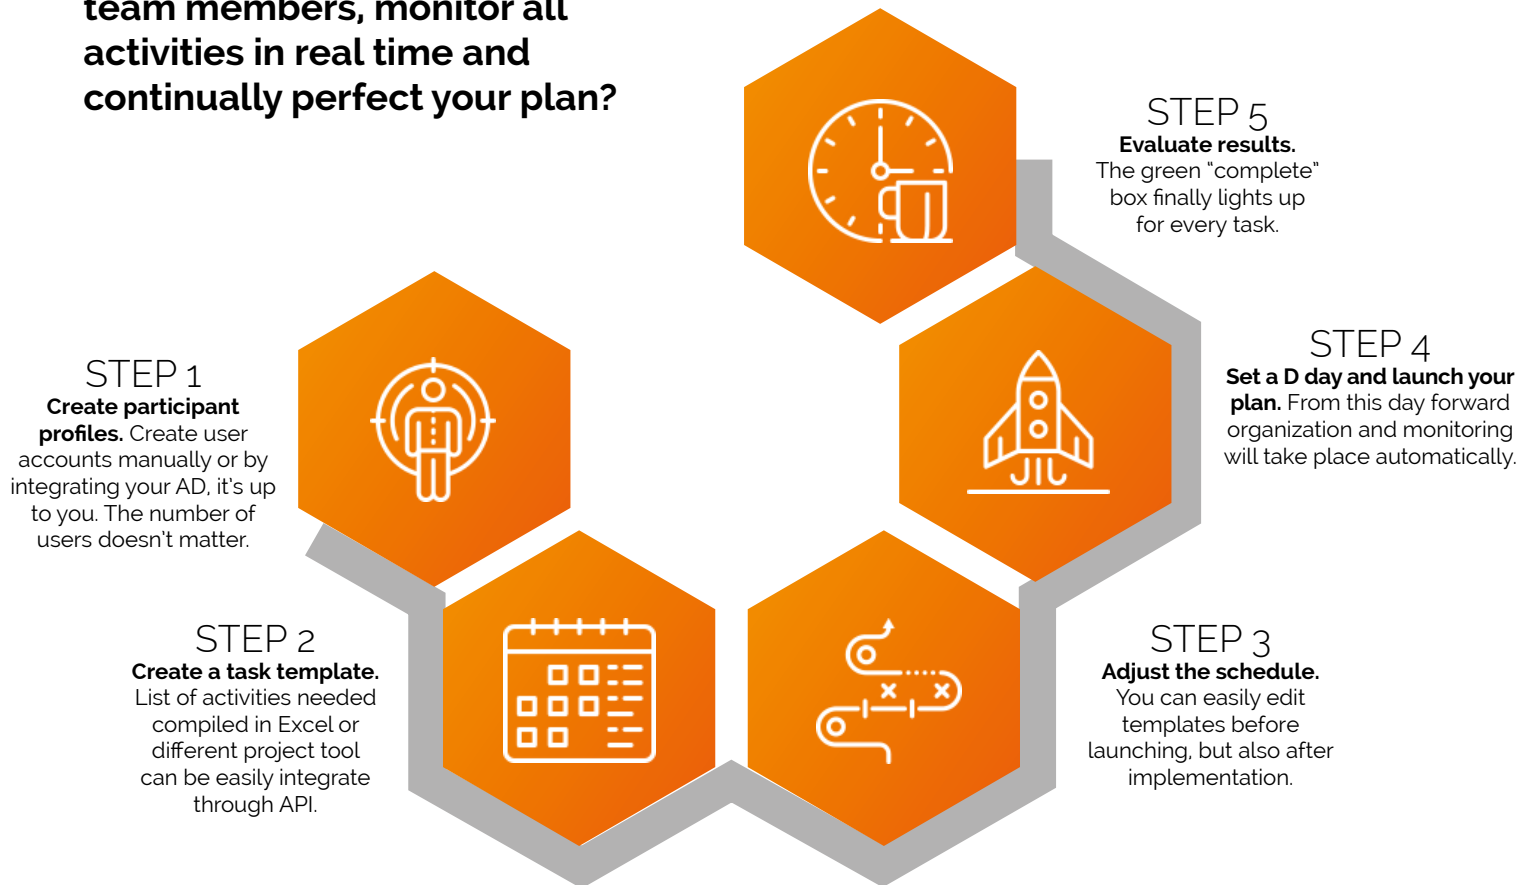 team members, monitor all
activities in real time and
continually perfect your plan?
STEP 1
Create participant
profiles. Create user
accounts manually or by
integrating your AD, it's up
to you. The number of
users doesn't matter.
STEP 2
Create a task template.
List of activities needed
compiled in Excel or
different project tool
can be easily integrate
through API.
STEP 3
Adjust the schedule.
You can easily edit
templates before
launching, but also after
implementation.
STEP 4
Set a D day and launch your
plan. From this day forward
organization and monitoring
will take place automatically.
STEP 5
Evaluate results.
The green “complete”
box finally lights up
for every task.